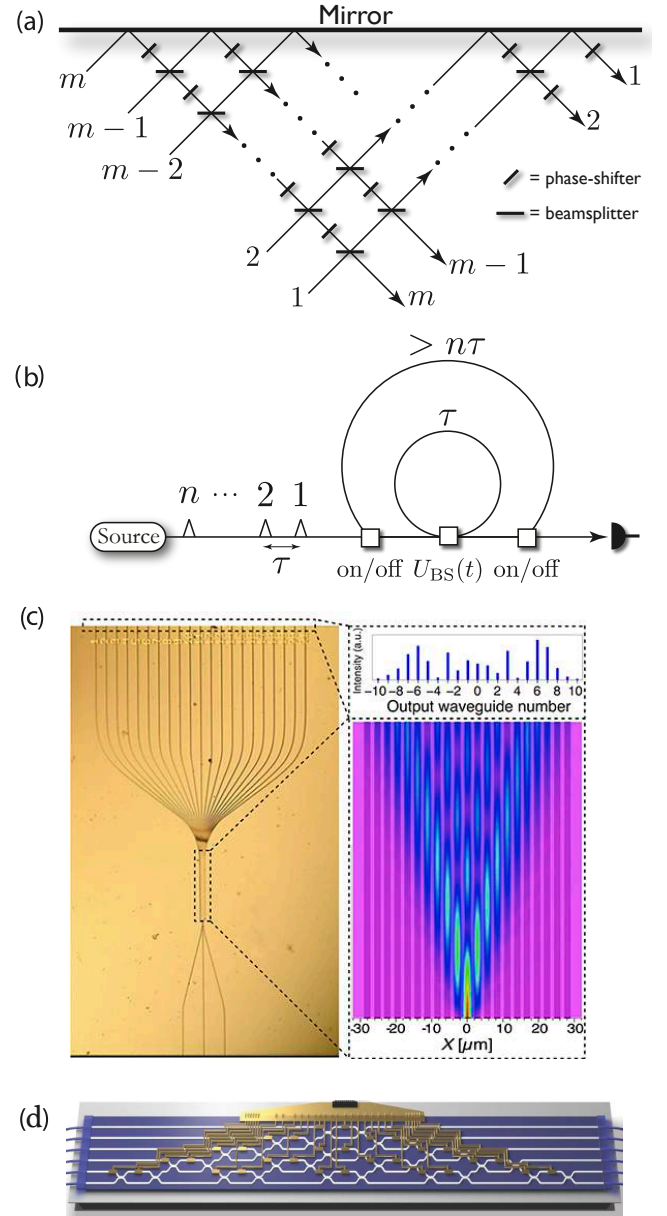 (a)
Mirror
m
m − 1
m − 2
2
1
1
2
m − 1
m
= phase-shifter
= beamsplitter
(b)
> nτ
τ
n ··· 2 1
Source
τ
on/off U_BS(t) on/off
(c)
Intensity (a.u.)
−10 −8 −6 −4 −2 0 2 4 6 8 10
Output waveguide number
-30 -20 -10 0 10 20 30
X [μm]
(d)